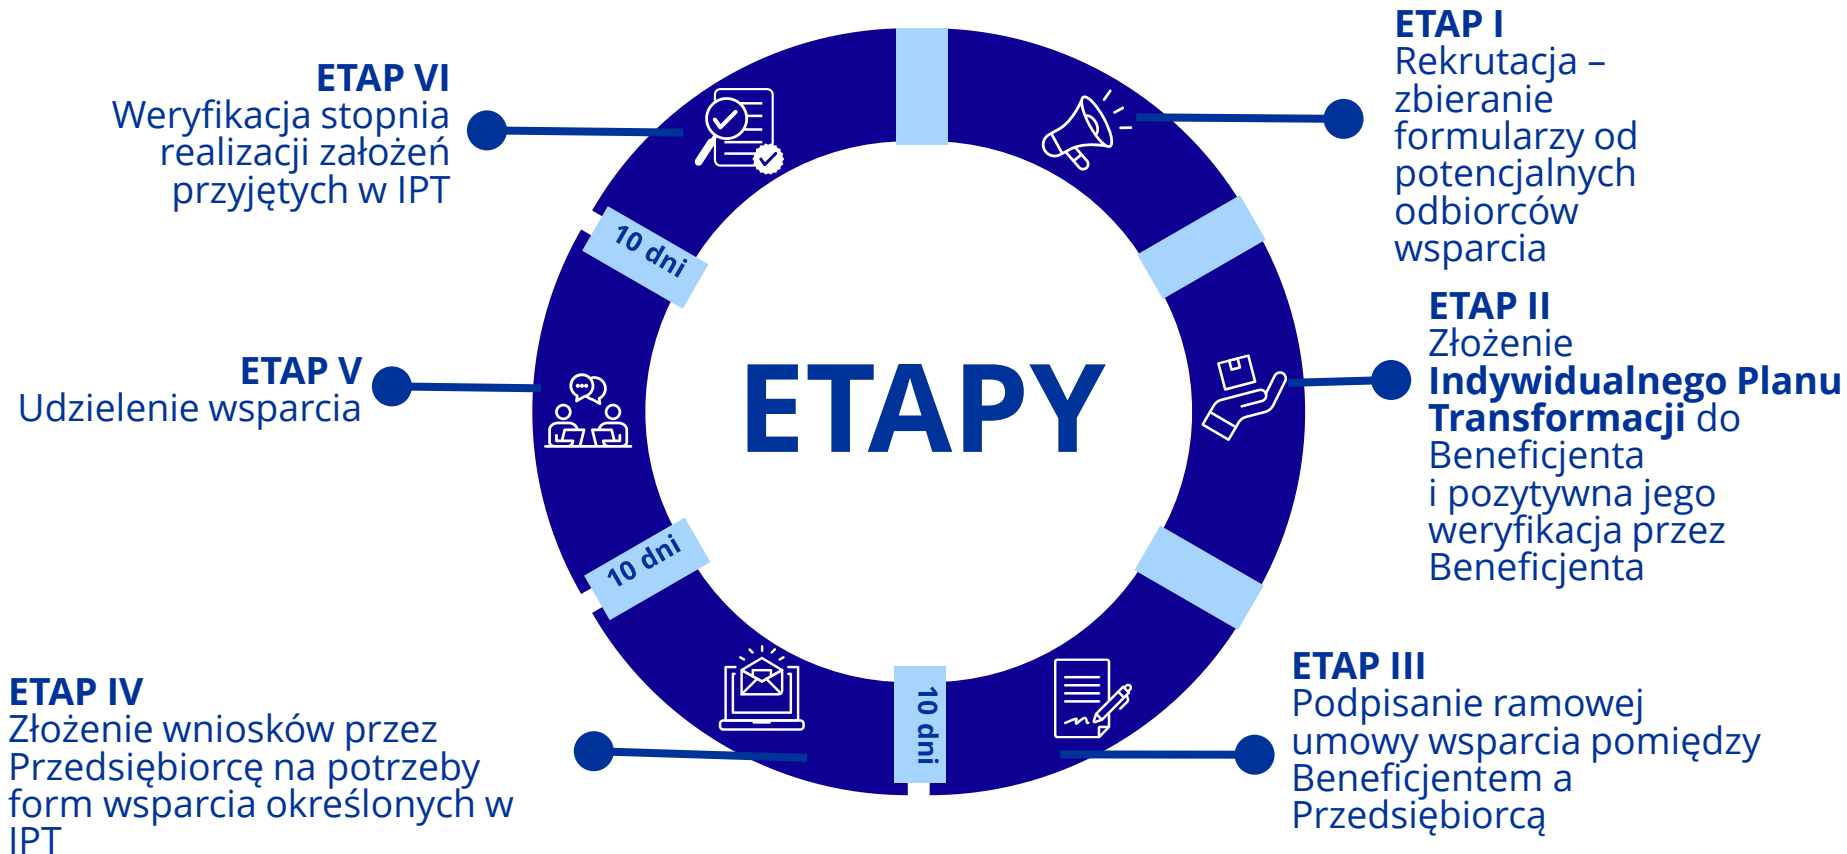 ETAP I
Rekrutacja –
zbieranie
formularzy od
potencjalnych
odbiorców
wsparcia
ETAP II
Złożenie
Indywidualnego Planu
Transformacji do
Beneficjenta
i pozytywna jego
weryfikacja przez
Beneficjenta
ETAP III
Podpisanie ramowej
umowy wsparcia pomiędzy
Beneficjentem a
Przedsiębiorcą
10 dni
ETAP IV
Złożenie wniosków przez
Przedsiębiorcę na potrzeby
form wsparcia określonych w
IPT
10 dni
ETAP V
Udzielenie wsparcia
10 dni
ETAP VI
Weryfikacja stopnia
realizacji założeń
przyjętych w IPT
ETAPY